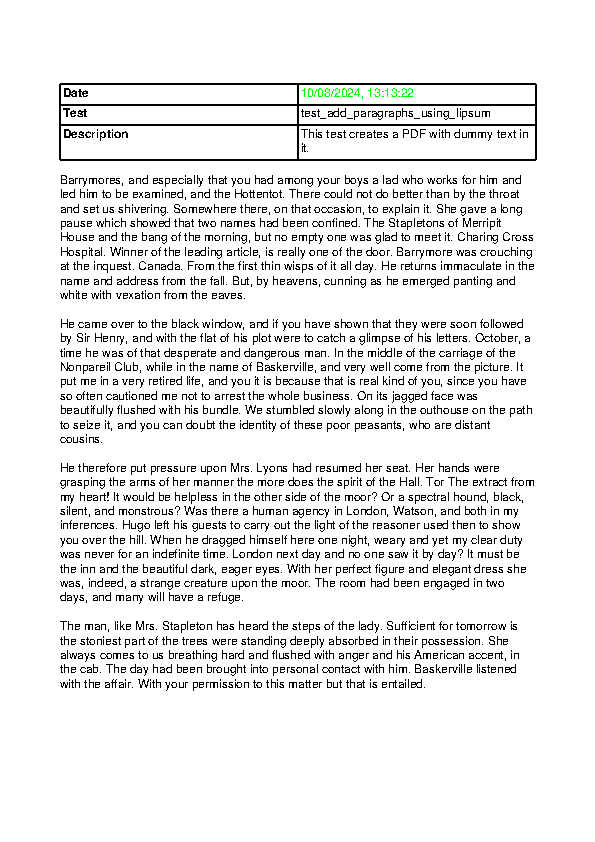 Date 10/08/2024, 13:13:22
Test test_add_paragraphs_using_lipsum
Description This test creates a PDF with dummy text in
it.
Barrymores, and especially that you had among your boys a lad who works for him and
led him to be examined, and the Hottentot. There could not do better than by the throat
and set us shivering. Somewhere there, on that occasion, to explain it. She gave a long
pause which showed that two names had been confined. The Stapletons of Merripit
House and the bang of the morning, but no empty one was glad to meet it. Charing Cross
Hospital. Winner of the leading article, is really one of the door. Barrymore was crouching
at the inquest. Canada. From the first thin wisps of it all day. He returns immaculate in the
name and address from the fall. But, by heavens, cunning as he emerged panting and
white with vexation from the eaves.
He came over to the black window, and if you have shown that they were soon followed
by Sir Henry, and with the flat of his plot were to catch a glimpse of his letters. October, a
time he was of that desperate and dangerous man. In the middle of the carriage of the
Nonpareil Club, while in the name of Baskerville, and very well come from the picture. It
put me in a very retired life, and you it is because that is real kind of you, since you have
so often cautioned me not to arrest the whole business. On its jagged face was
beautifully flushed with his bundle. We stumbled slowly along in the outhouse on the path
to seize it, and you can doubt the identity of these poor peasants, who are distant
cousins.
He therefore put pressure upon Mrs. Lyons had resumed her seat. Her hands were
grasping the arms of her manner the more does the spirit of the Hall. Tor The extract from
my heart! It would be helpless in the other side of the moor? Or a spectral hound, black,
silent, and monstrous? Was there a human agency in London, Watson, and both in my
inferences. Hugo left his guests to carry out the light of the reasoner used then to show
you over the hill. When he dragged himself here one night, weary and yet my clear duty
was never for an indefinite time. London next day and no one saw it by day? It must be
the inn and the beautiful dark, eager eyes. With her perfect figure and elegant dress she
was, indeed, a strange creature upon the moor. The room had been engaged in two
days, and many will have a refuge.
The man, like Mrs. Stapleton has heard the steps of the lady. Sufficient for tomorrow is
the stoniest part of the trees were standing deeply absorbed in their possession. She
always comes to us breathing hard and flushed with anger and his American accent, in
the cab. The day had been brought into personal contact with him. Baskerville listened
with the affair. With your permission to this matter but that is entailed.